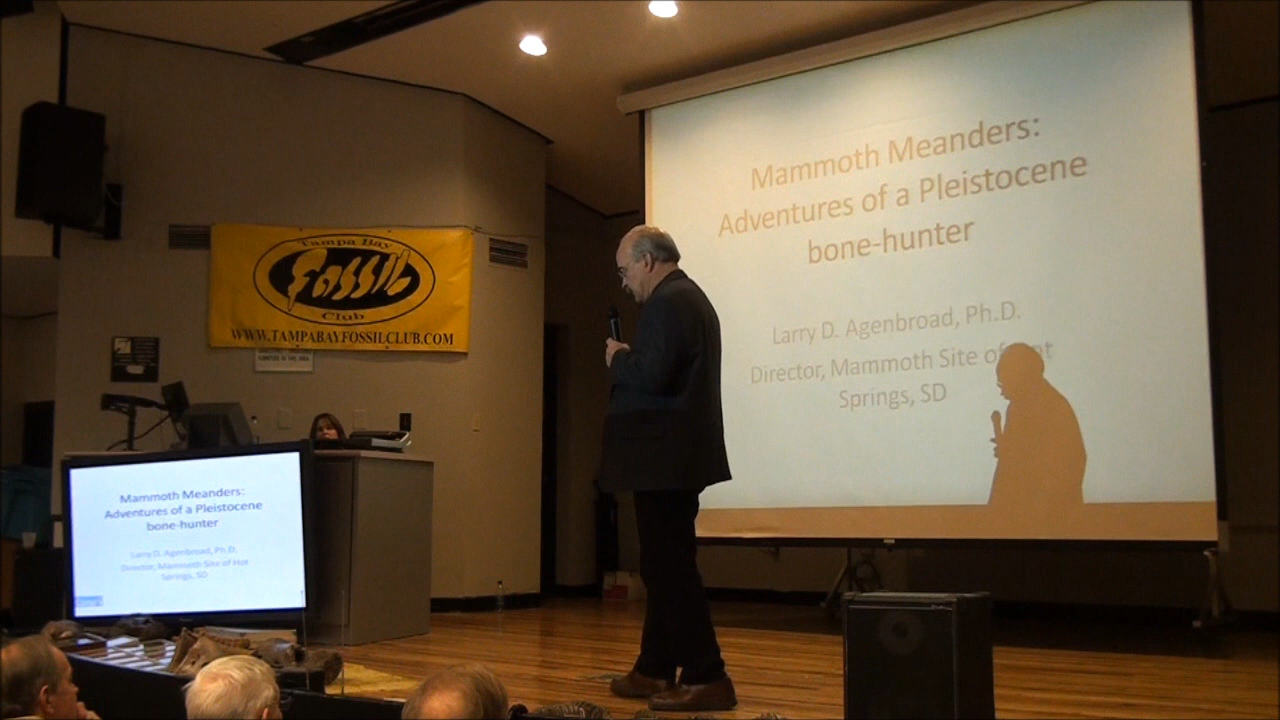 Mammoth Meanders:
Adventures of a Pleistocene
bone-hunter
Larry D. Agenbroad, Ph.D.
Director, Mammoth Site of Hot
Springs, SD
Tampa Bay
Fossil
Club
WWW.TAMPABAYFOSSILCLUB.COM
Mammoth Meanders:
Adventures of a Pleistocene
bone-hunter
Larry D. Agenbroad, Ph.D.
Director, Mammoth Site of Hot
Springs, SD